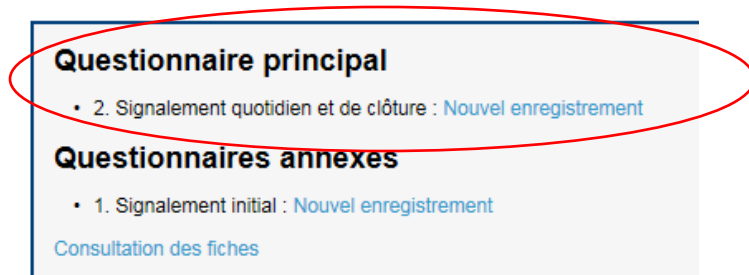 Questionnaire principal
• 2. Signalement quotidien et de clôture : Nouvel enregistrement
Questionnaires annexes
• 1. Signalement initial : Nouvel enregistrement
Consultation des fiches